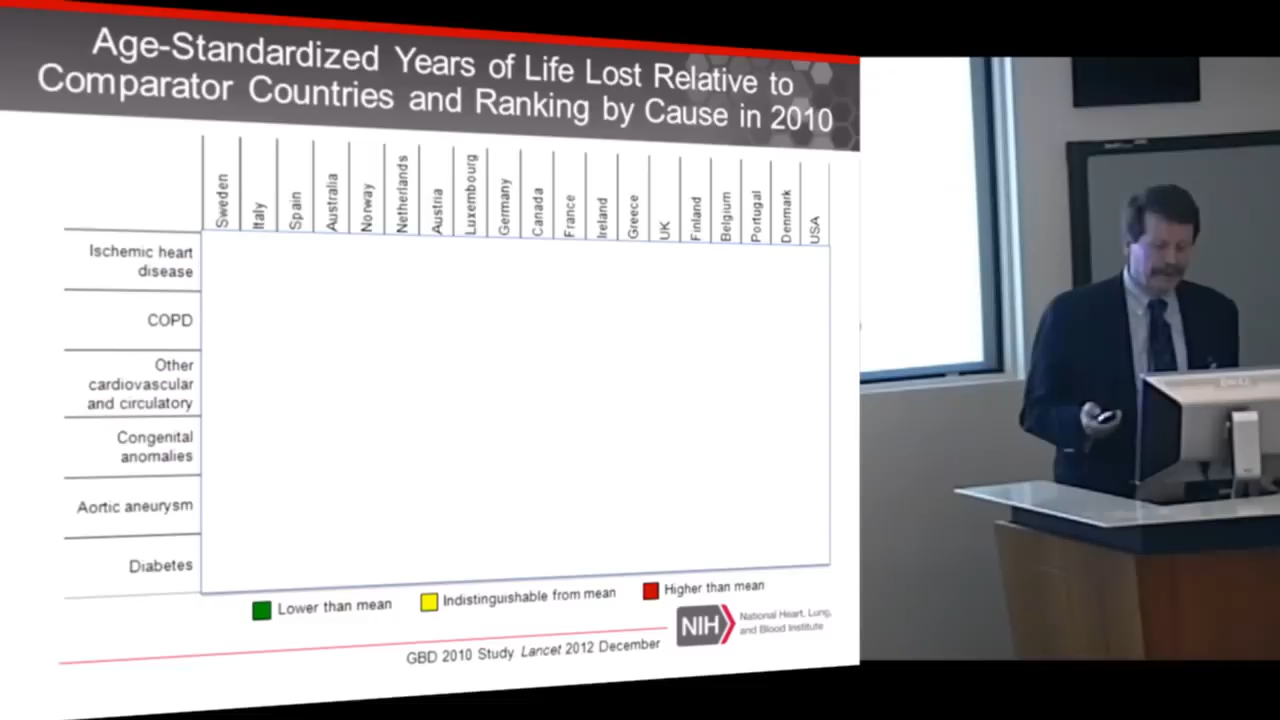 Age-Standardized Years of Life Lost Relative to
Comparator Countries and Ranking by Cause in 2010
Sweden
Italy
Spain
Australia
Norway
Netherlands
Austria
Luxembourg
Germany
Canada
France
Ireland
Greece
UK
Finland
Belgium
Portugal
Denmark
USA
Ischemic heart
disease
COPD
Other
cardiovascular
and circulatory
Congenital
anomalies
Aortic aneurysm
Diabetes
Lower than mean
Indistinguishable from mean
Higher than mean
NIH
National Heart, Lung,
and Blood Institute
GBD 2010 Study Lancet 2012 December
DELL